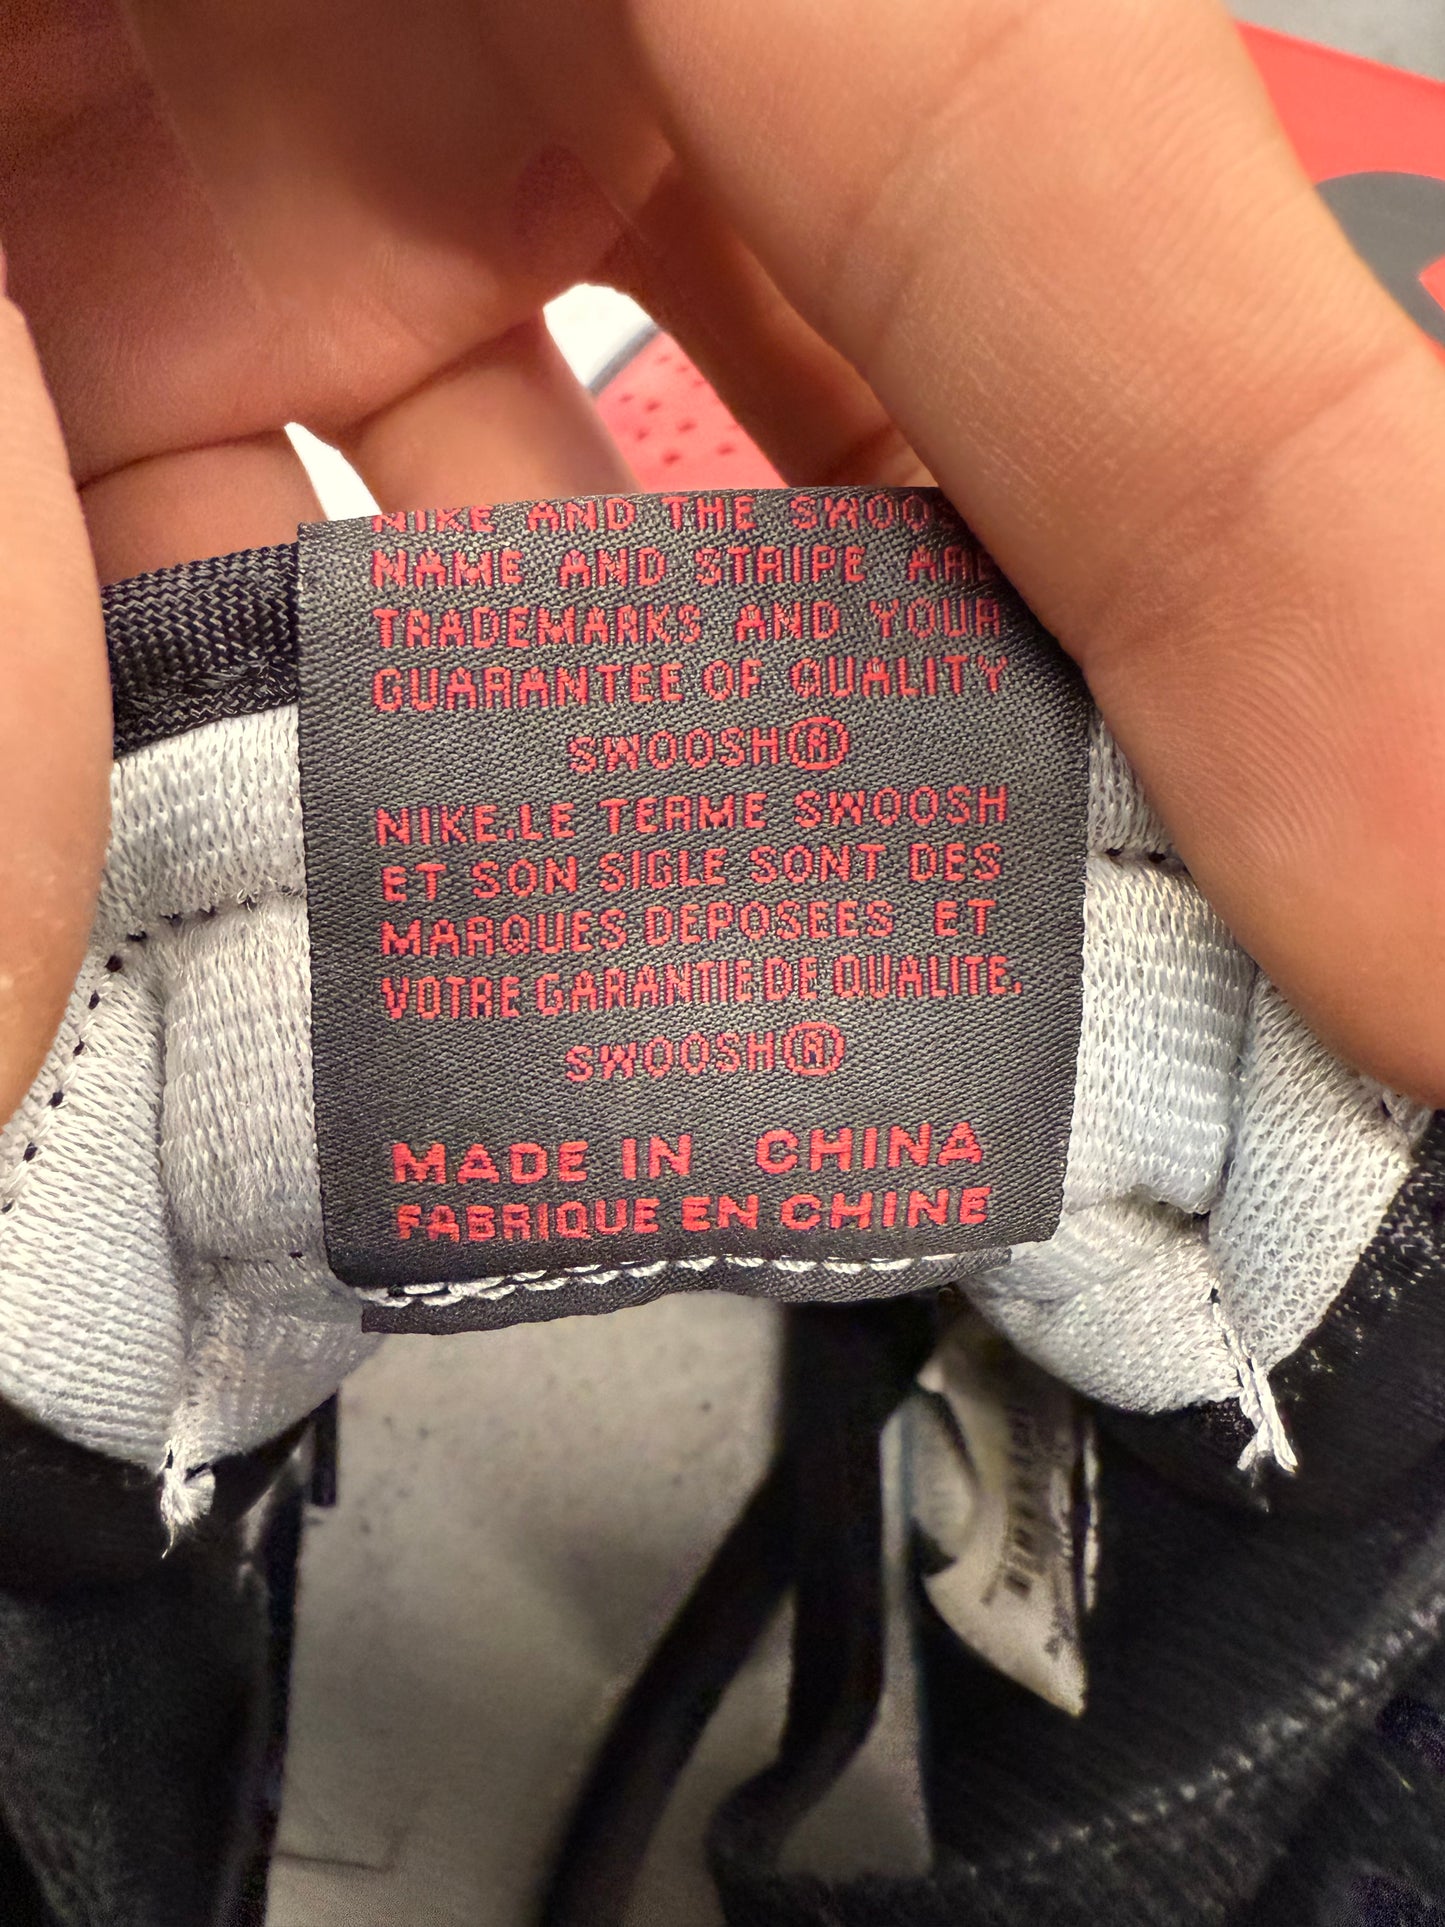 NIKE AND THE SWOOS
NAME AND STRIPE ARE
TRADEMARKS AND YOUR
GUARANTEE OF QUALITY
SWOOSH®
NIKE,LE TERME SWOOSH
ET SON SIGLE SONT DES
MARQUES DEPOSEES ET
VOTRE GARANTIE DE QUALITE.
SWOOSH®
MADE IN CHINA
FABRIQUE EN CHINE